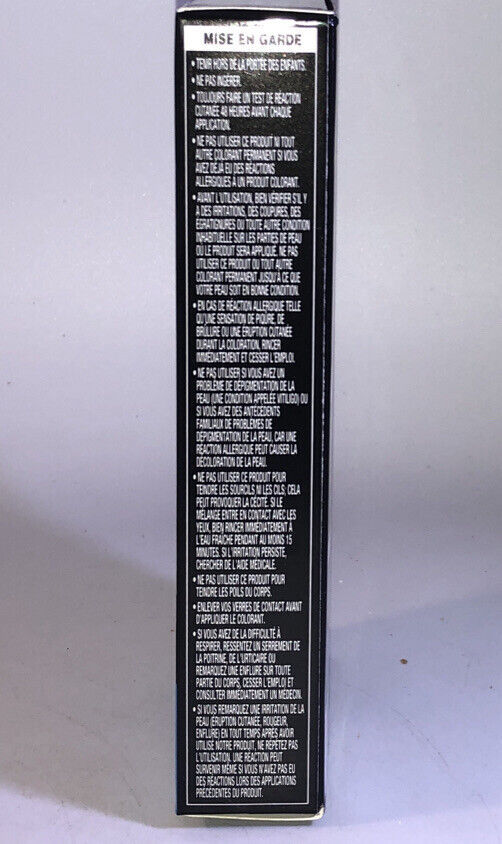 MISE EN GARDE
• TENIR HORS DE LA PORTÉE DES ENFANTS.
• NE PAS INGÉRER.
• TOUJOURS FAIRE UN TEST DE RÉACTION
CUTANÉE 48 HEURES AVANT CHAQUE
APPLICATION.
• NE PAS UTILISER CE PRODUIT NI TOUT
AUTRE COLORANT PERMANENT SI VOUS
AVEZ DÉJÀ EU DES RÉACTIONS
ALLERGIQUES À UN PRODUIT COLORANT.
• AVANT L'UTILISATION, BIEN VÉRIFIER S'IL Y
A DES IRRITATIONS, DES COUPURES, DES
ÉGRATIGNURES OU TOUTE AUTRE CONDITION
INHABITUELLE SUR LES PARTIES DE PEAU
OÙ LE PRODUIT SERA APPLIQUÉ. NE PAS
UTILISER CE PRODUIT OU TOUT AUTRE
COLORANT PERMANENT JUSQU'À CE QUE
VOTRE PEAU SOIT EN BONNE CONDITION.
• EN CAS DE RÉACTION ALLERGIQUE TELLE
QU'UNE SENSATION DE PIQÛRE, DE
BRÛLURE OU UNE ÉRUPTION CUTANÉE
DURANT LA COLORATION, RINCER
IMMÉDIATEMENT ET CESSER L'EMPLOI.
• NE PAS UTILISER SI VOUS AVEZ UN
PROBLÈME DE DÉPIGMENTATION DE LA
PEAU (UNE CONDITION APPELÉE VITILIGO) OU
SI VOUS AVEZ DES ANTÉCÉDENTS
FAMILIAUX DE PROBLÈMES DE
DÉPIGMENTATION DE LA PEAU, CAR UNE
RÉACTION ALLERGIQUE PEUT CAUSER LA
DÉCOLORATION DE LA PEAU.
• NE PAS UTILISER CE PRODUIT POUR
TEINDRE LES SOURCILS NI LES CILS, CELA
PEUT PROVOQUER LA CÉCITÉ. SI LE
MÉLANGE ENTRE EN CONTACT AVEC LES
YEUX, BIEN RINCER IMMÉDIATEMENT À
L'EAU FRAÎCHE PENDANT AU MOINS 15
MINUTES. SI L'IRRITATION PERSISTE,
CHERCHER DE L'AIDE MÉDICALE.
• NE PAS UTILISER CE PRODUIT POUR
TEINDRE LES POILS DU CORPS.
• ENLEVER VOS VERRES DE CONTACT AVANT
D'APPLIQUER LE COLORANT.
• SI VOUS AVEZ DE LA DIFFICULTÉ À
RESPIRER, RESSENTEZ UN SERREMENT DE
LA POITRINE, DE L'URTICAIRE OU
REMARQUEZ UNE ENFLURE SUR TOUTE
PARTIE DU CORPS, CESSER L'EMPLOI ET
CONSULTER IMMÉDIATEMENT UN MÉDECIN.
• SI VOUS REMARQUEZ UNE IRRITATION DE LA
PEAU (ÉRUPTION CUTANÉE, ROUGEUR,
ENFLURE) EN TOUT TEMPS APRÈS AVOIR
UTILISÉ NOTRE PRODUIT, NE RÉPÉTEZ PAS
L'UTILISATION. UNE RÉACTION PEUT
SURVENIR MÊME SI VOUS N'AVEZ PAS EU
DES RÉACTIONS LORS DES APPLICATIONS
PRÉCÉDENTES DU PRODUIT.